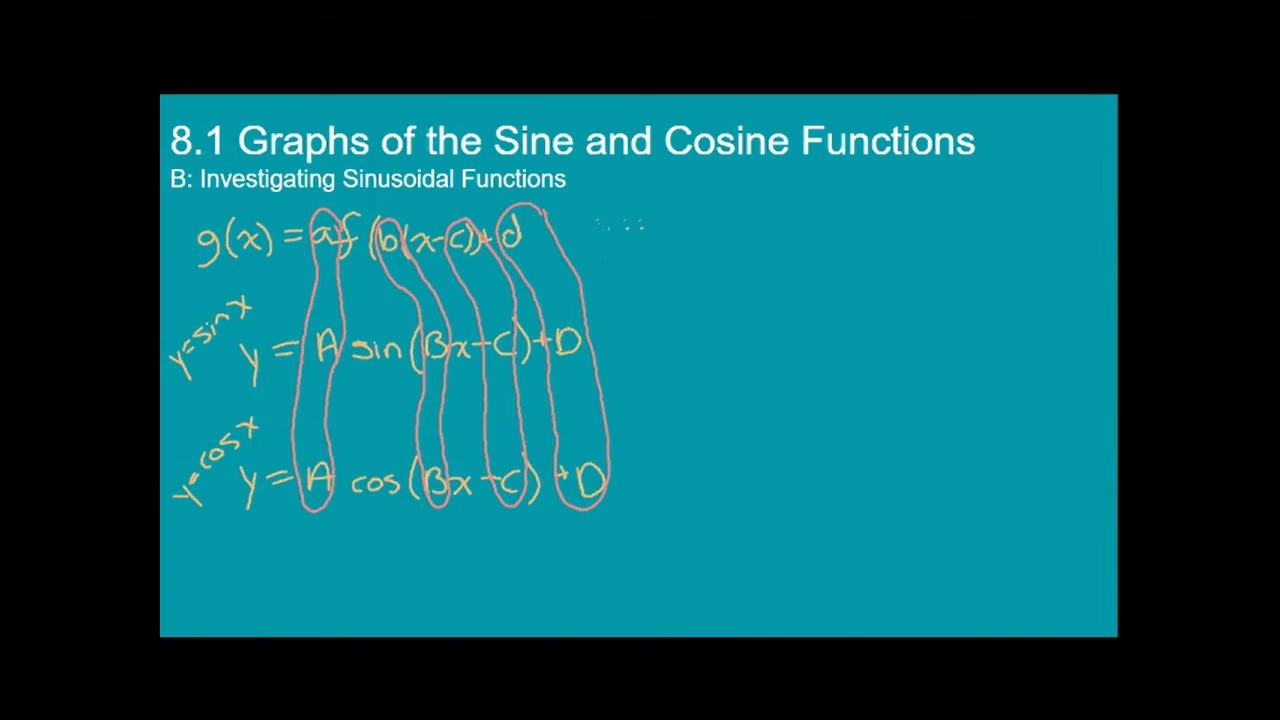 8.1 Graphs of the Sine and Cosine Functions
B: Investigating Sinusoidal Functions
g(x) = af(b(x-c))+d
y=sinx
y = A sin(Bx-C)+D
y=cosx
y = A cos(Bx-C)+D